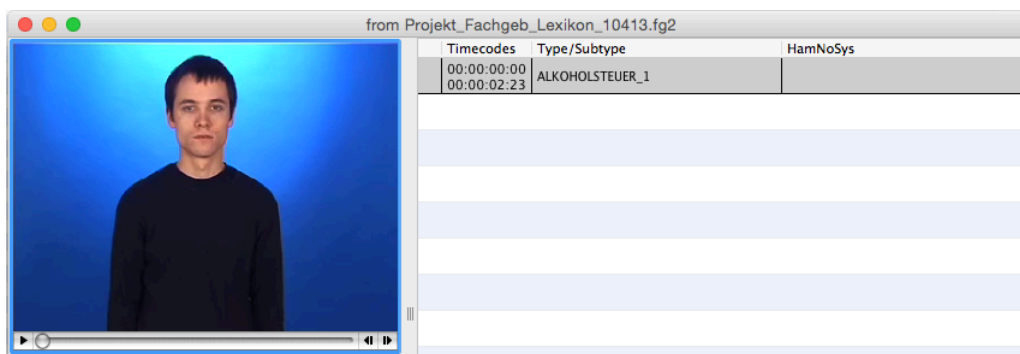 from Projekt_Fachgeb_Lexikon_10413.fg2
Timecodes Type/Subtype HamNoSys
00:00:00:00
00:00:02:23
ALKOHOLSTEUER_1